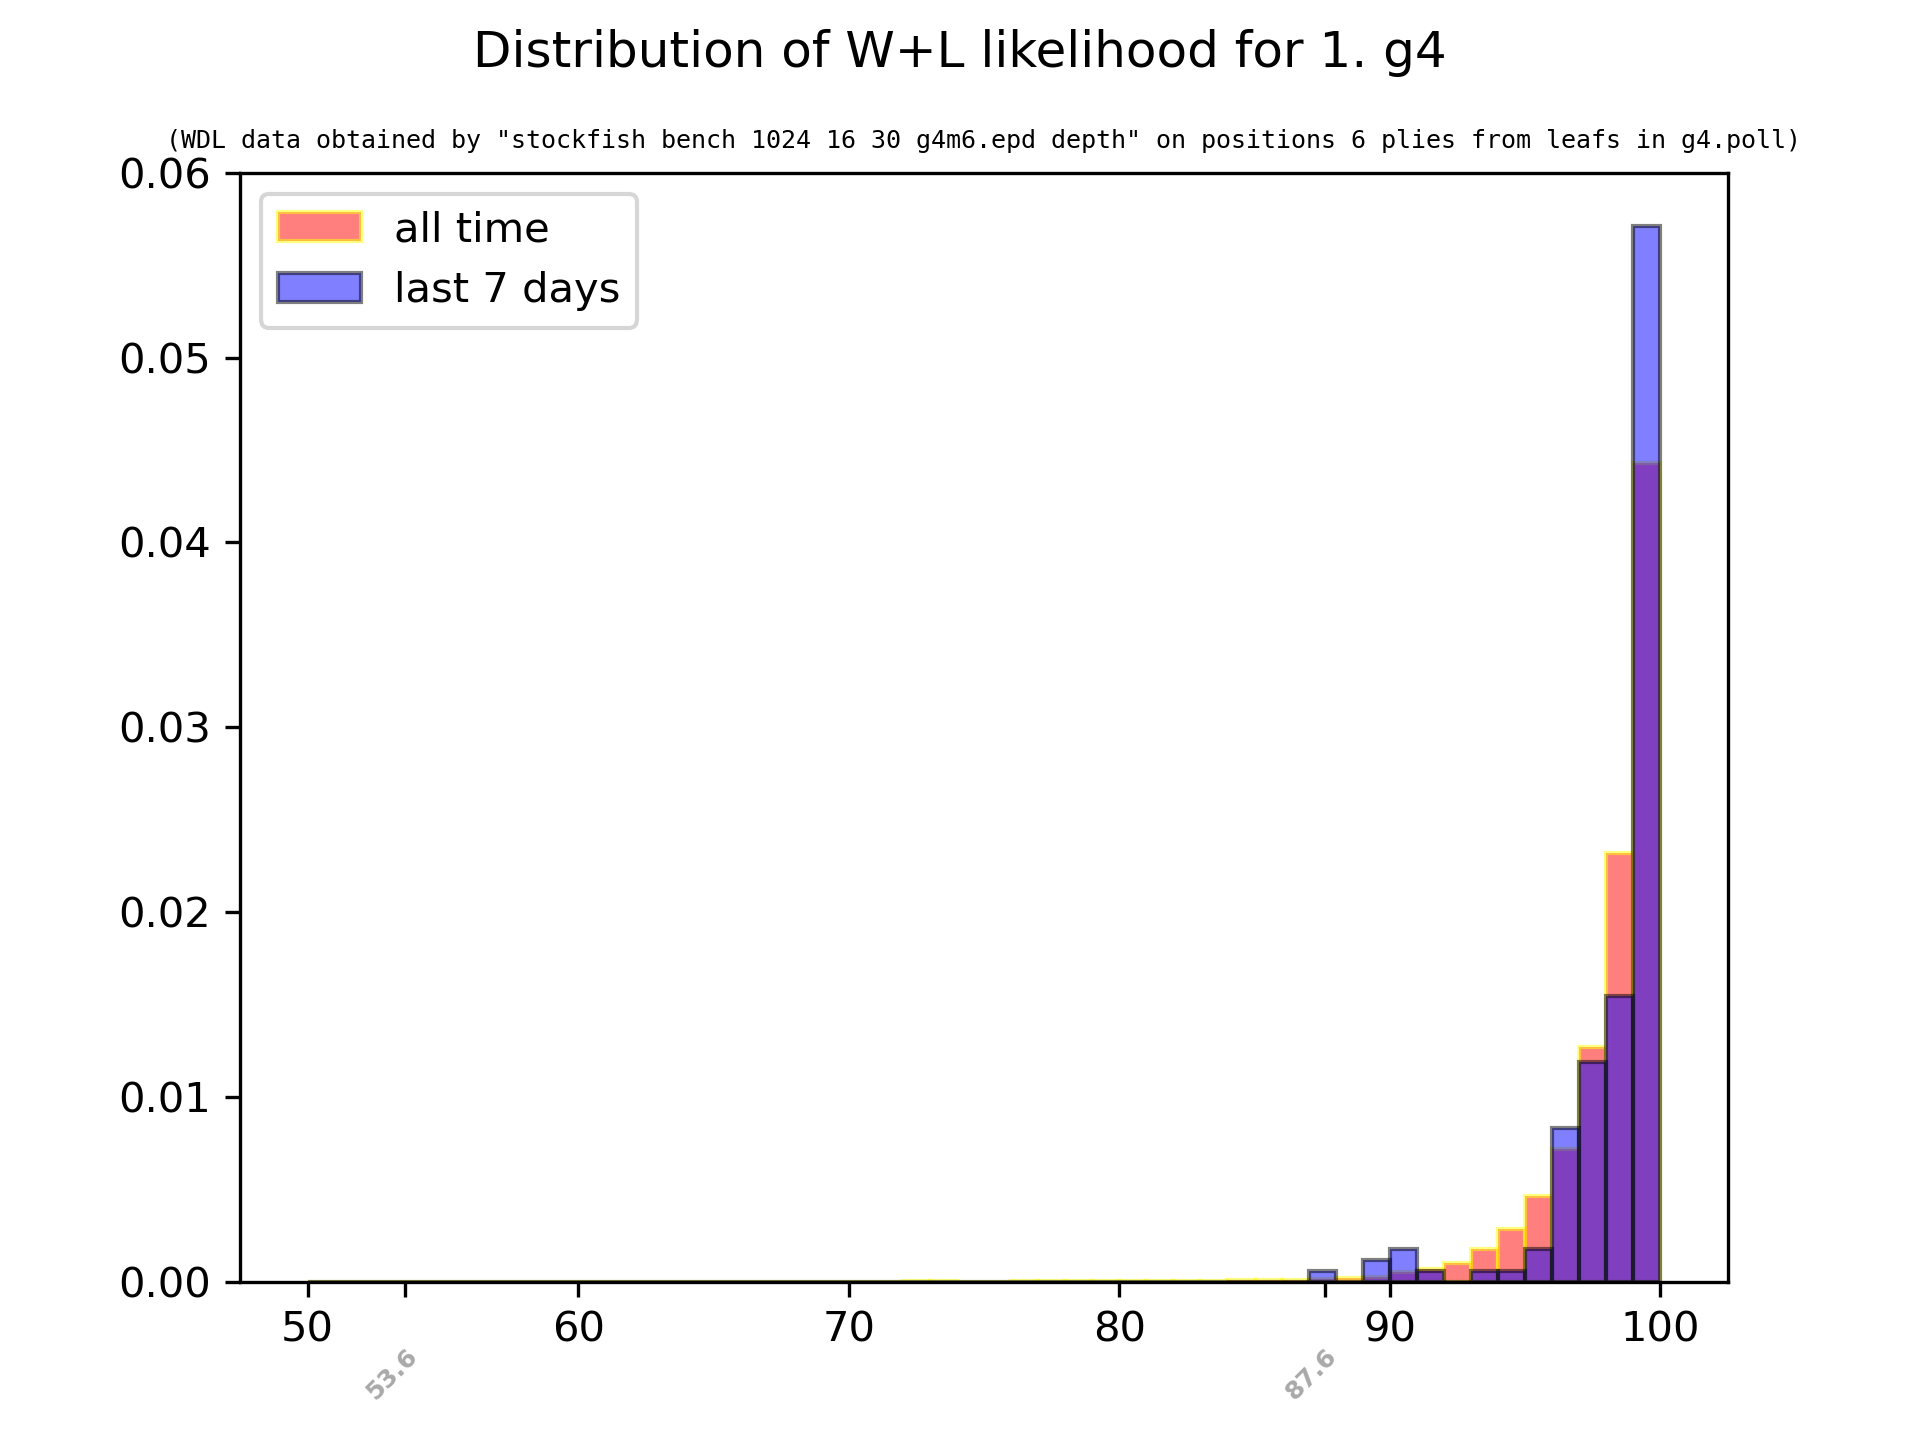 Distribution of W+L likelihood for 1. g4
(WDL data obtained by "stockfish bench 1024 16 30 g4m6.epd depth" on positions 6 plies from leafs in g4.poll)
all time
last 7 days
0.06
0.05
0.04
0.03
0.02
0.01
0.00
50 60 70 80 90 100
53.6 87.6